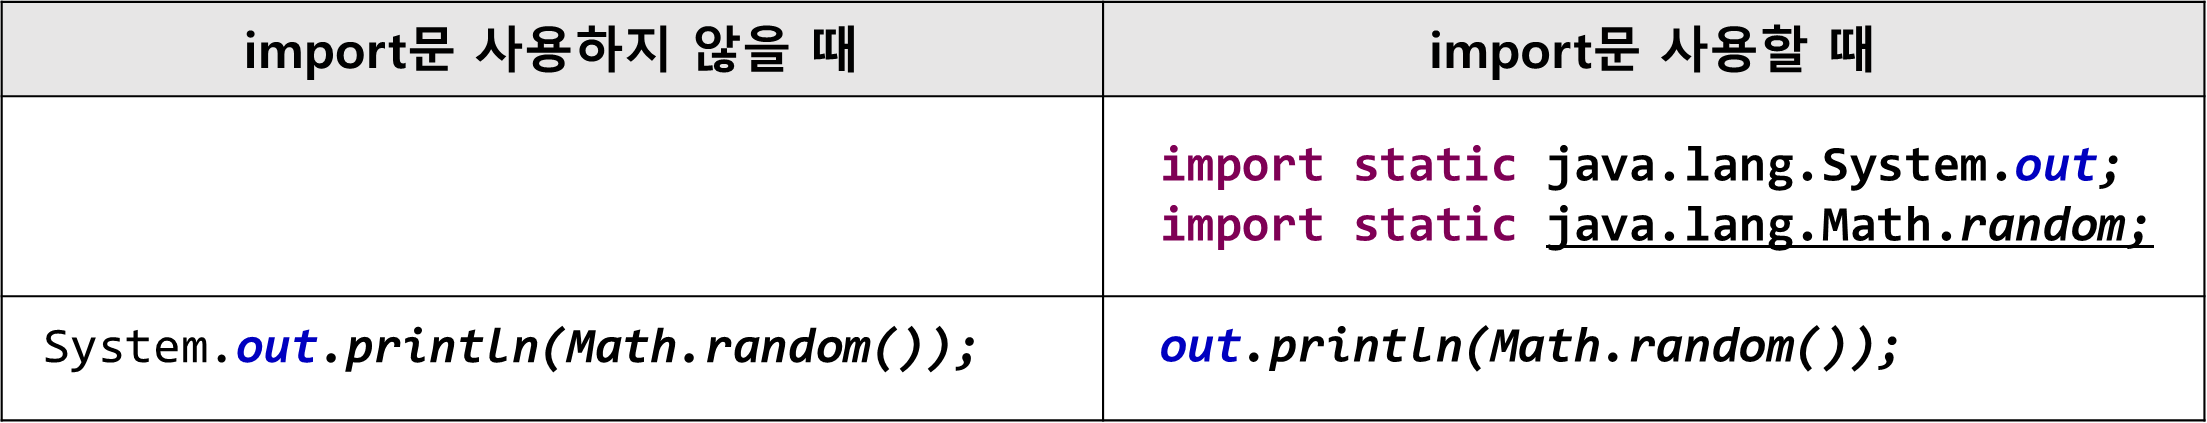 import문 사용하지 않을 때
import문 사용할 때
import static java.lang.System.out;
import static java.lang.Math.random;
System.out.println(Math.random());
out.println(Math.random());